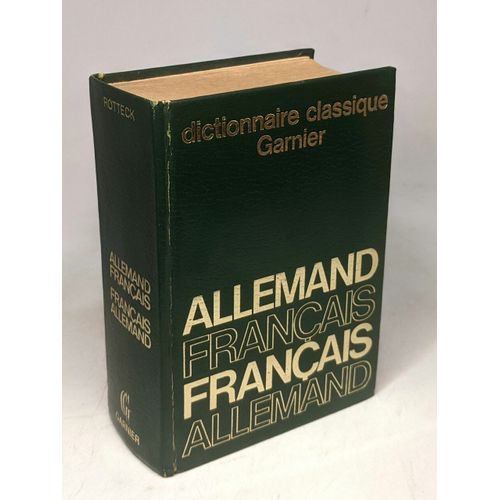 ROTTECK
ALLEMAND
FRANÇAIS
FRANÇAIS
ALLEMAND
GARNIER
dictionnaire classique
Garnier
ALLEMAND
FRANÇAIS
FRANÇAIS
ALLEMAND